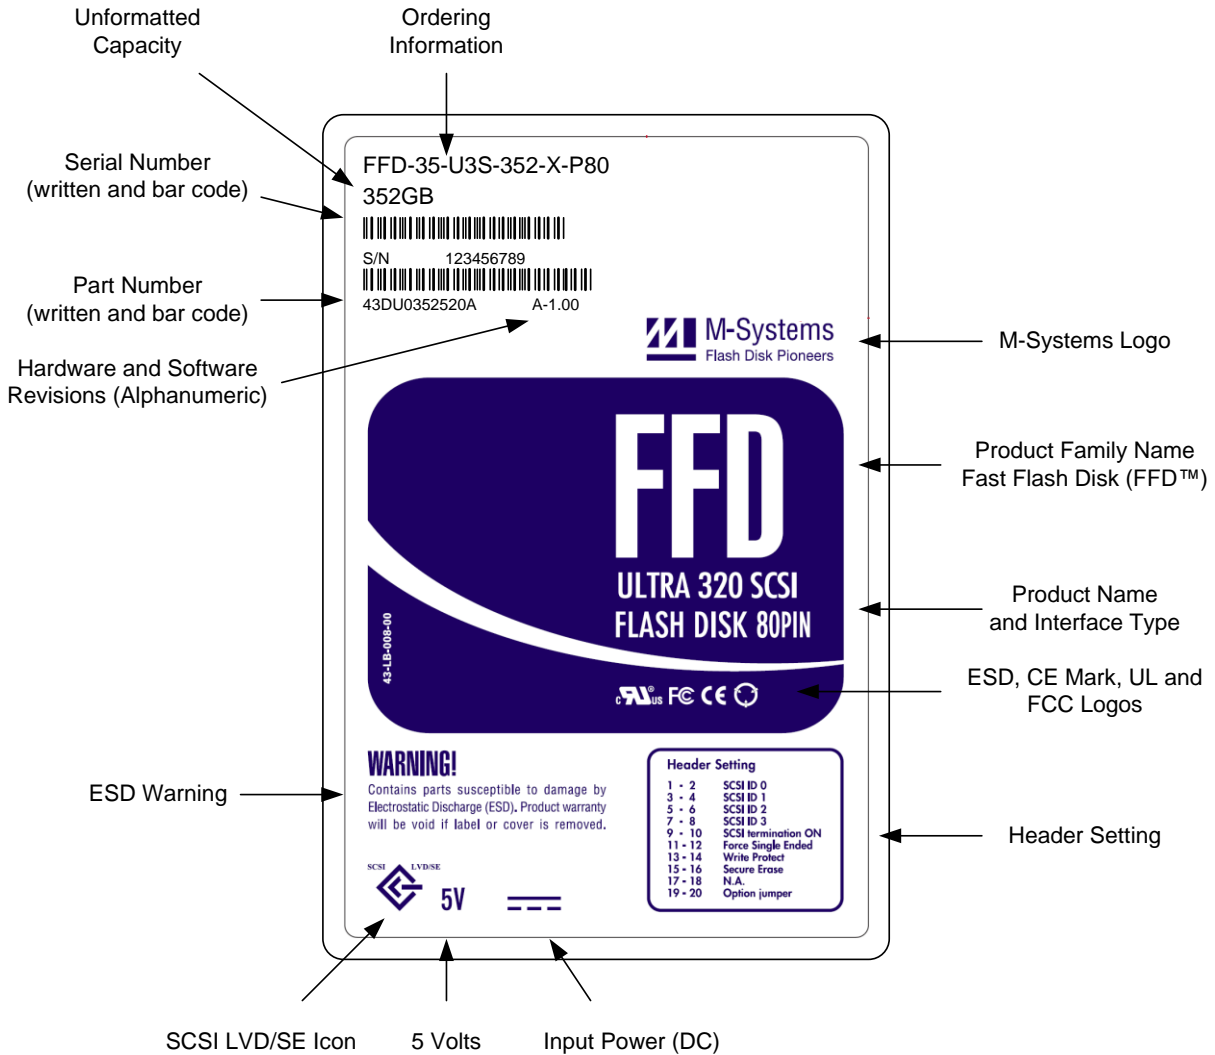 Unformatted
Capacity
Ordering
Information
Serial Number
(written and bar code)
Part Number
(written and bar code)
Hardware and Software
Revisions (Alphanumeric)
ESD Warning
FFD-35-U3S-352-X-P80
352GB
S/N 123456789
43DU0352520A A-1.00
M-Systems
Flash Disk Pioneers
FFD
ULTRA 320 SCSI
FLASH DISK 80PIN
43-LB-008-00
c RU® US FC CE
WARNING!
Contains parts susceptible to damage by
Electrostatic Discharge (ESD). Product warranty
will be void if label or cover is removed.
SCSI LVD/SE
5V
Header Setting
1 - 2 SCSI ID 0
3 - 4 SCSI ID 1
5 - 6 SCSI ID 2
7 - 8 SCSI ID 3
9 - 10 SCSI termination ON
11 - 12 Force Single Ended
13 - 14 Write Protect
15 - 16 Secure Erase
17 - 18 N.A.
19 - 20 Option jumper
M-Systems Logo
Product Family Name
Fast Flash Disk (FFD™)
Product Name
and Interface Type
ESD, CE Mark, UL and
FCC Logos
Header Setting
SCSI LVD/SE Icon
5 Volts
Input Power (DC)